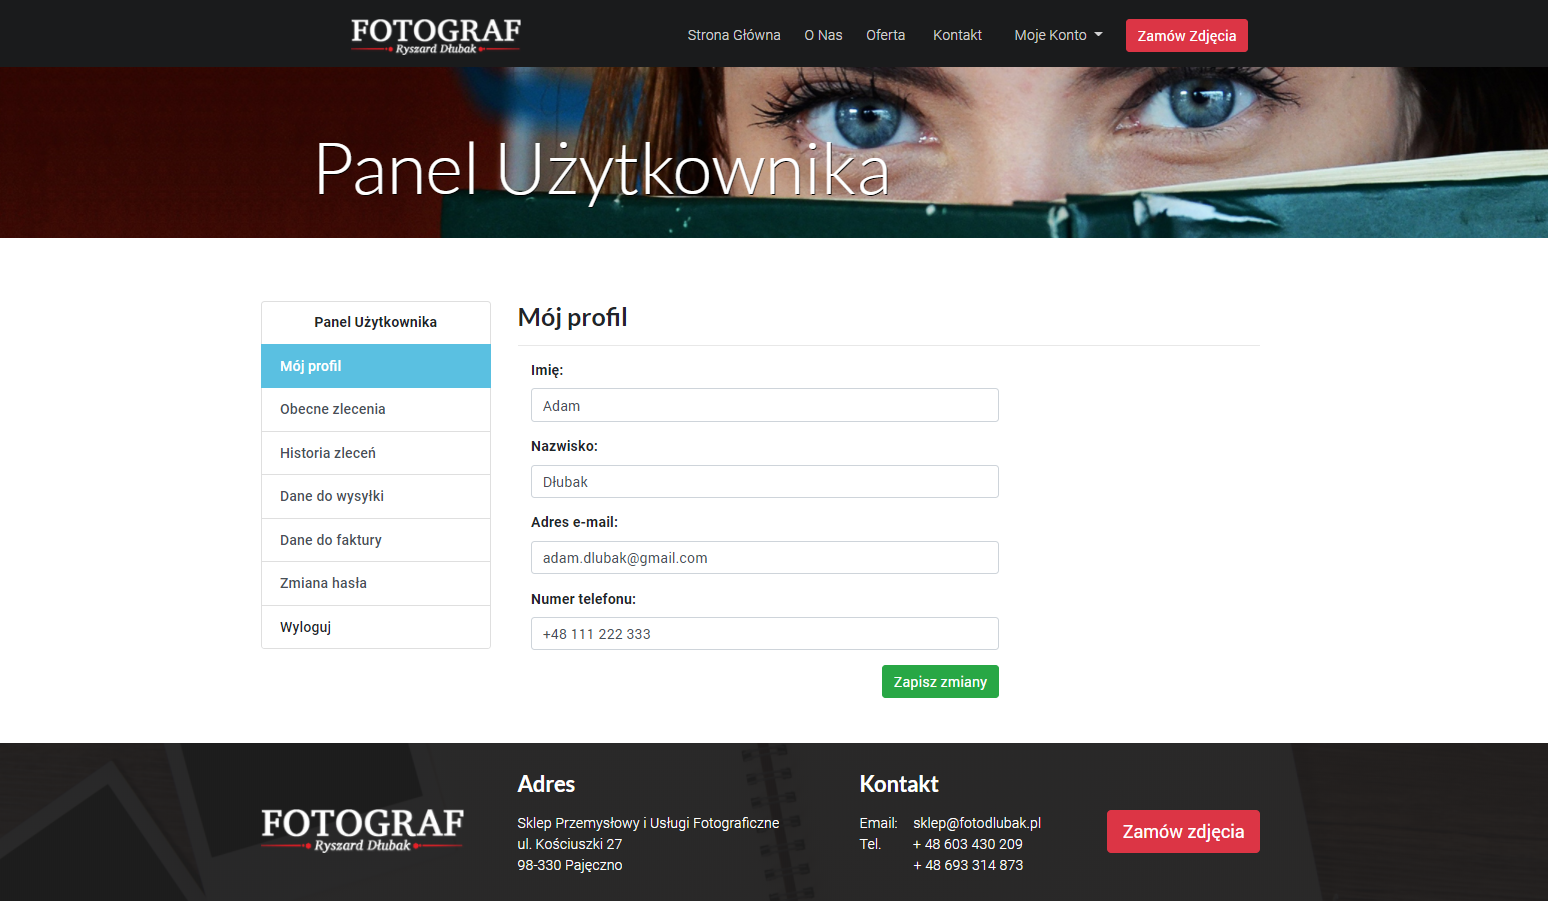 FOTOGRAF
Ryszard Dłubak
Strona Główna
O Nas
Oferta
Kontakt
Moje Konto
Zamów Zdjęcia
Panel Użytkownika
Panel Użytkownika
Mój profil
Obecne zlecenia
Historia zleceń
Dane do wysyłki
Dane do faktury
Zmiana hasła
Wyloguj
Mój profil
Imię:
Adam
Nazwisko:
Dłubak
Adres e-mail:
adam.dlubak@gmail.com
Numer telefonu:
+48 111 222 333
Zapisz zmiany
FOTOGRAF
Ryszard Dłubak
Adres
Sklep Przemysłowy i Usługi Fotograficzne
ul. Kościuszki 27
98-330 Pajęczno
Kontakt
Email: sklep@fotodlubak.pl
Tel. + 48 603 430 209
+ 48 693 314 873
Zamów zdjęcia